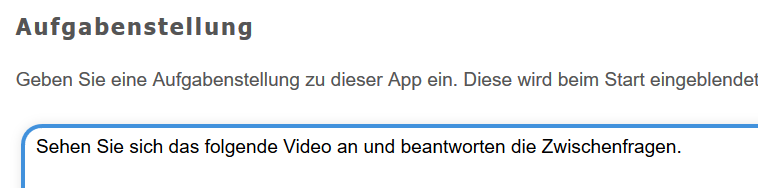 Aufgabenstellung
Geben Sie eine Aufgabenstellung zu dieser App ein. Diese wird beim Start eingeblendet
Sehen Sie sich das folgende Video an und beantworten die Zwischenfragen.